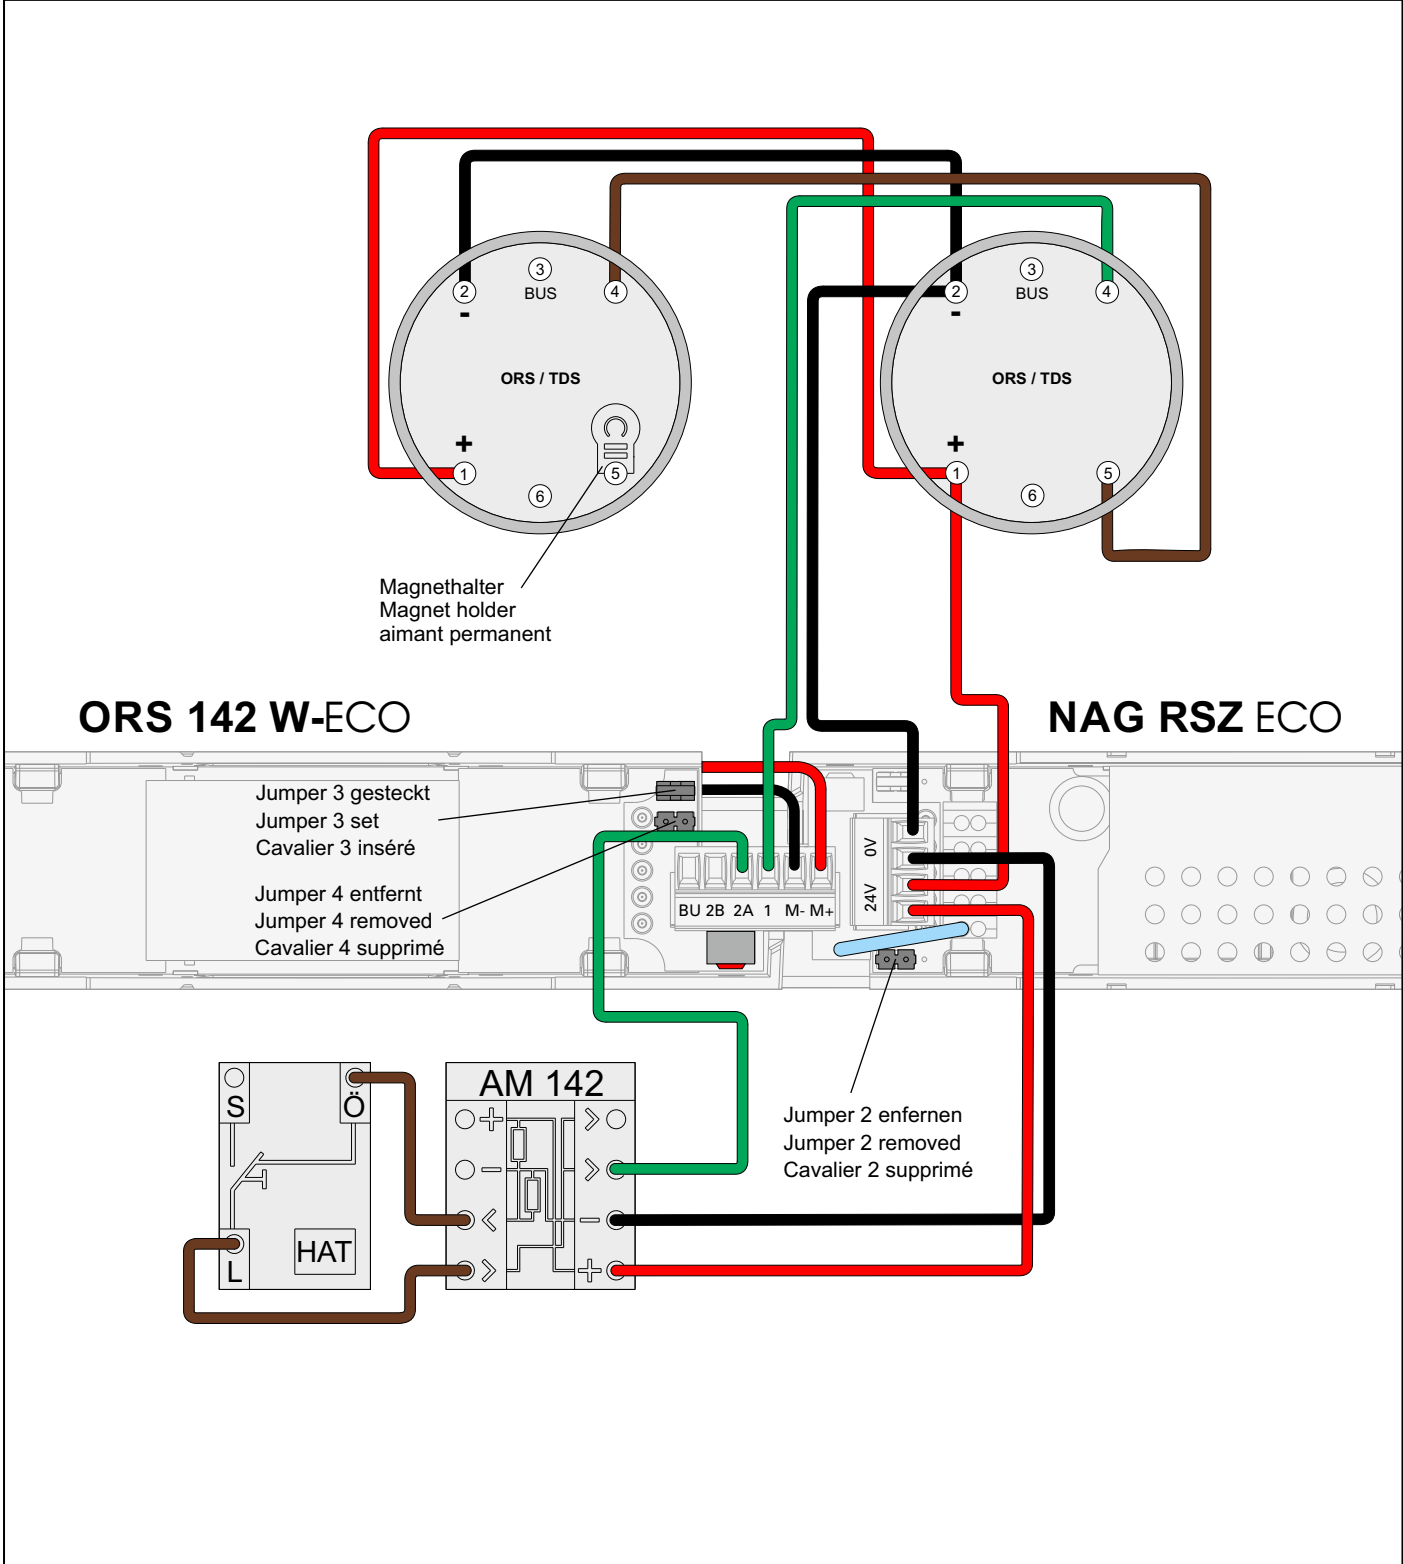 3
BUS
2
-
4
ORS / TDS
+
1
5
6
3
BUS
2
-
4
ORS / TDS
+
1
5
6
Magnethalter
Magnet holder
aimant permanent
ORS 142 W-ECO
NAG RSZ ECO
Jumper 3 gesteckt
Jumper 3 set
Cavalier 3 inséré
Jumper 4 entfernt
Jumper 4 removed
Cavalier 4 supprimé
BU 2B 2A 1 M- M+
0V
24V
Jumper 2 enfernen
Jumper 2 removed
Cavalier 2 supprimé
S Ö
L
HAT
AM 142
+ >
- >
< -
> +